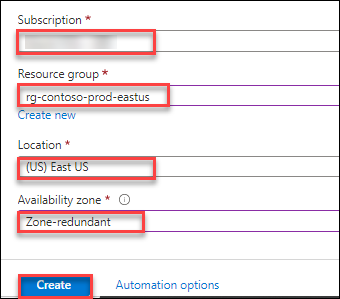 Subscription *
Resource group *
rg-contoso-prod-eastus
Create new
Location *
(US) East US
Availability zone *
Zone-redundant
Create Automation options